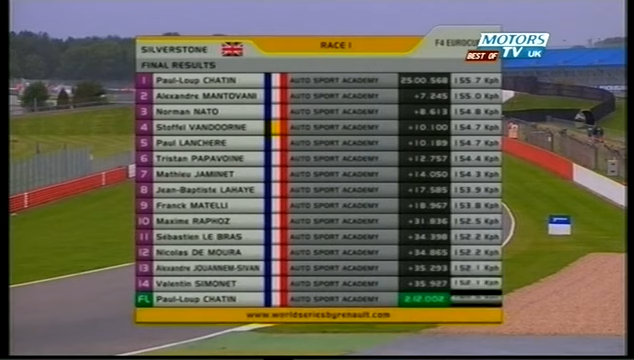 MOTORS
TV UK
BEST OF
SILVERSTONE RACE 1 F4 EUROCU
FINAL RESULTS
1 Paul-Loup CHATIN AUTO SPORT ACADEMY 25:00.568 155.7 Kph
2 Alexandre MANTOVANI AUTO SPORT ACADEMY +7.245 155.0 Kph
3 Norman NATO AUTO SPORT ACADEMY +8.613 154.8 Kph
4 Stoffel VANDOORNE AUTO SPORT ACADEMY +10.100 154.7 Kph
5 Paul LANCHERE AUTO SPORT ACADEMY +10.189 154.7 Kph
6 Tristan PAPAVOINE AUTO SPORT ACADEMY +12.757 154.4 Kph
7 Mathieu JAMINET AUTO SPORT ACADEMY +14.050 154.3 Kph
8 Jean-Baptiste LAHAYE AUTO SPORT ACADEMY +17.585 153.9 Kph
9 Franck MATELLI AUTO SPORT ACADEMY +18.967 153.8 Kph
10 Maxime RAPHOZ AUTO SPORT ACADEMY +31.836 152.5 Kph
11 Sébastien LE BRAS AUTO SPORT ACADEMY +34.398 152.2 Kph
12 Nicolas DE MOURA AUTO SPORT ACADEMY +34.865 152.2 Kph
13 Alexandre JOUANNEM-SIVAN AUTO SPORT ACADEMY +35.293 152.1 Kph
14 Valentin SIMONET AUTO SPORT ACADEMY +35.927 152.1 Kph
FL Paul-Loup CHATIN AUTO SPORT ACADEMY 2:12.002
www.worldseriesbyrenault.com